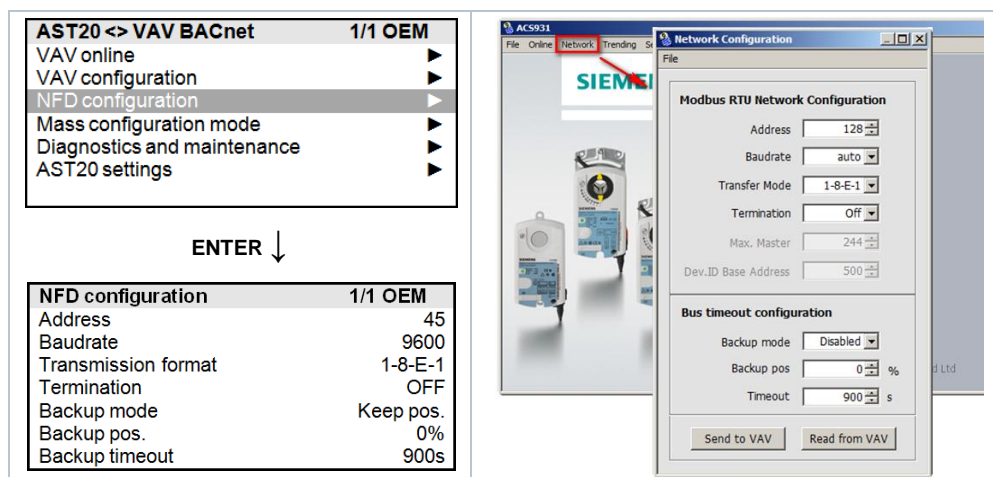 AST20 <> VAV BACnet 1/1 OEM
VAV online
VAV configuration
NFD configuration
Mass configuration mode
Diagnostics and maintenance
AST20 settings
ENTER ↓
NFD configuration 1/1 OEM
Address 45
Baudrate 9600
Transmission format 1-8-E-1
Termination OFF
Backup mode Keep pos.
Backup pos. 0%
Backup timeout 900s
ACS931
File Online Network Trending
SIEMEN
Network Configuration
File
Modbus RTU Network Configuration
Address 128
Baudrate auto
Transfer Mode 1-8-E-1
Termination Off
Max. Master 244
Dev.ID Base Address 500
Bus timeout configuration
Backup mode Disabled
Backup pos 0 %
Timeout 900 s
Send to VAV Read from VAV
Ltd